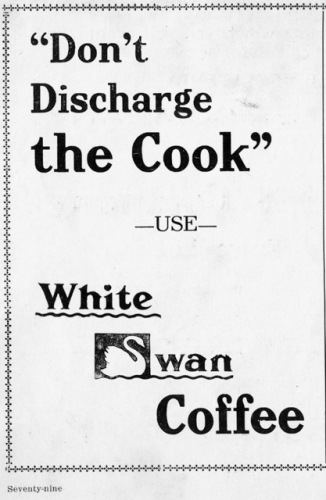 “Don't
Discharge
the Cook”
—USE—
White
Swan
Coffee
Seventy-nine